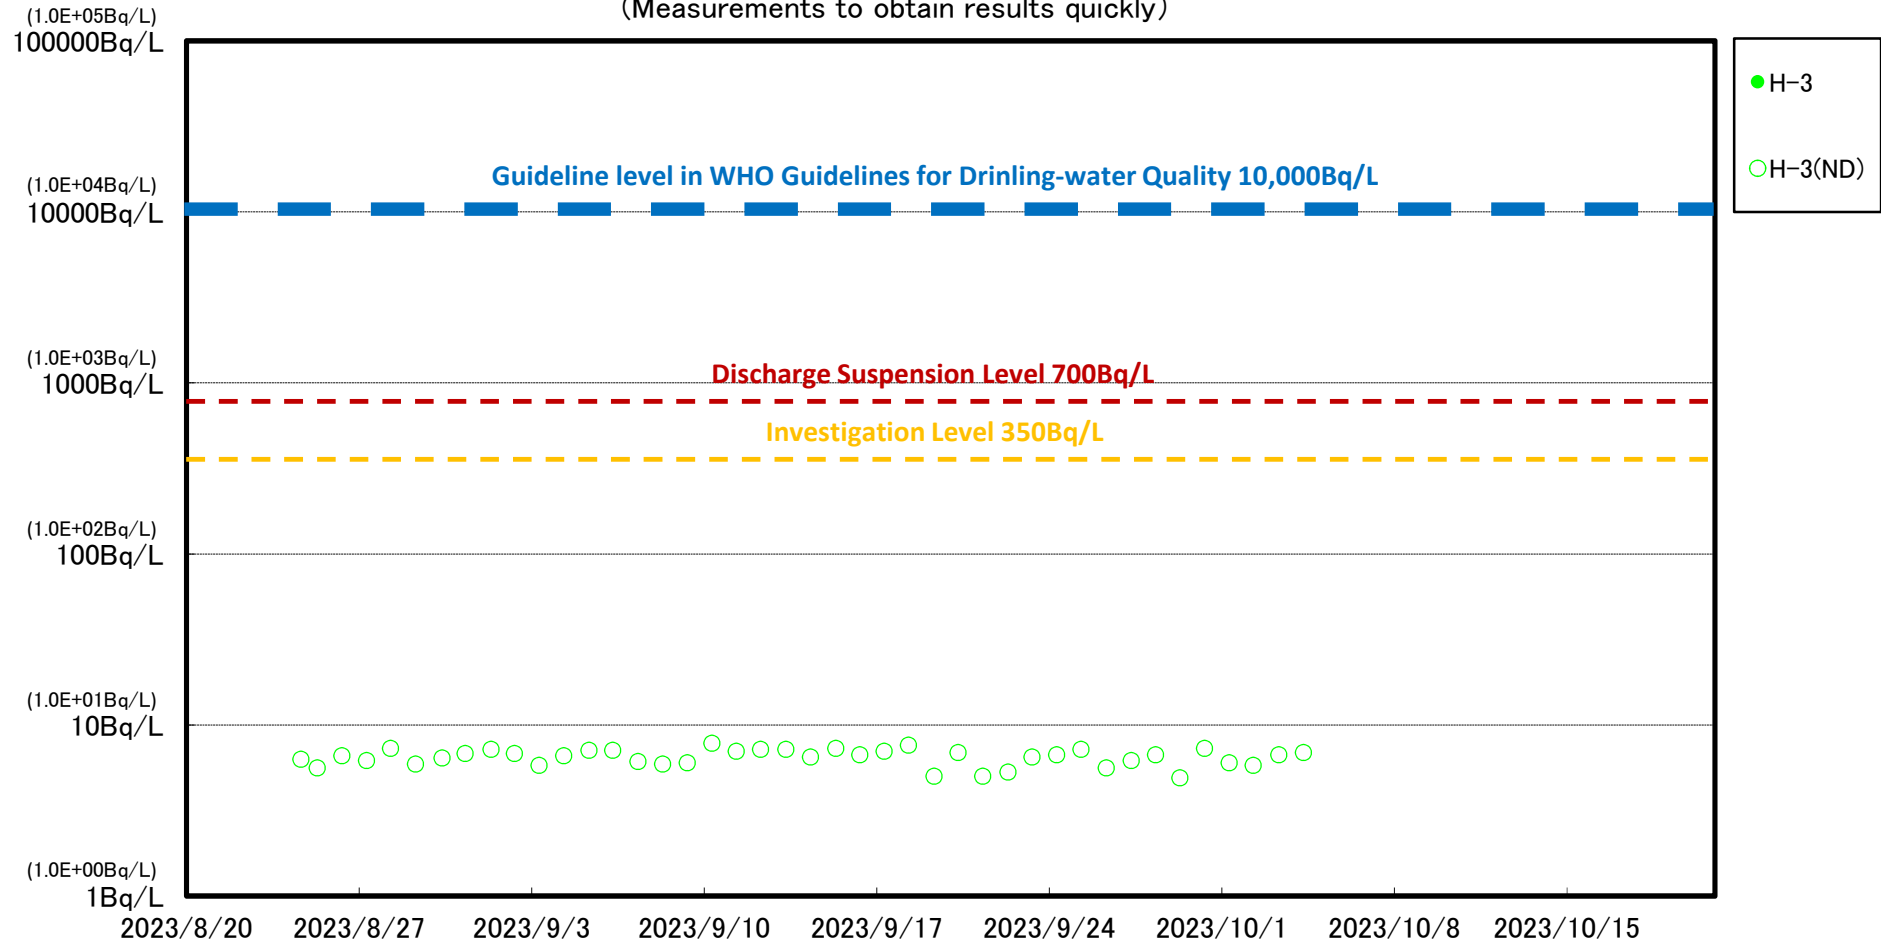 (Measurements to obtain results quickly)
(1.0E+05Bq/L)
100000Bq/L
H-3
H-3(ND)
Guideline level in WHO Guidelines for Drinling-water Quality 10,000Bq/L
(1.0E+04Bq/L)
10000Bq/L
(1.0E+03Bq/L)
1000Bq/L
Discharge Suspension Level 700Bq/L
Investigation Level 350Bq/L
(1.0E+02Bq/L)
100Bq/L
(1.0E+01Bq/L)
10Bq/L
(1.0E+00Bq/L)
1Bq/L
2023/8/20 2023/8/27 2023/9/3 2023/9/10 2023/9/17 2023/9/24 2023/10/1 2023/10/8 2023/10/15